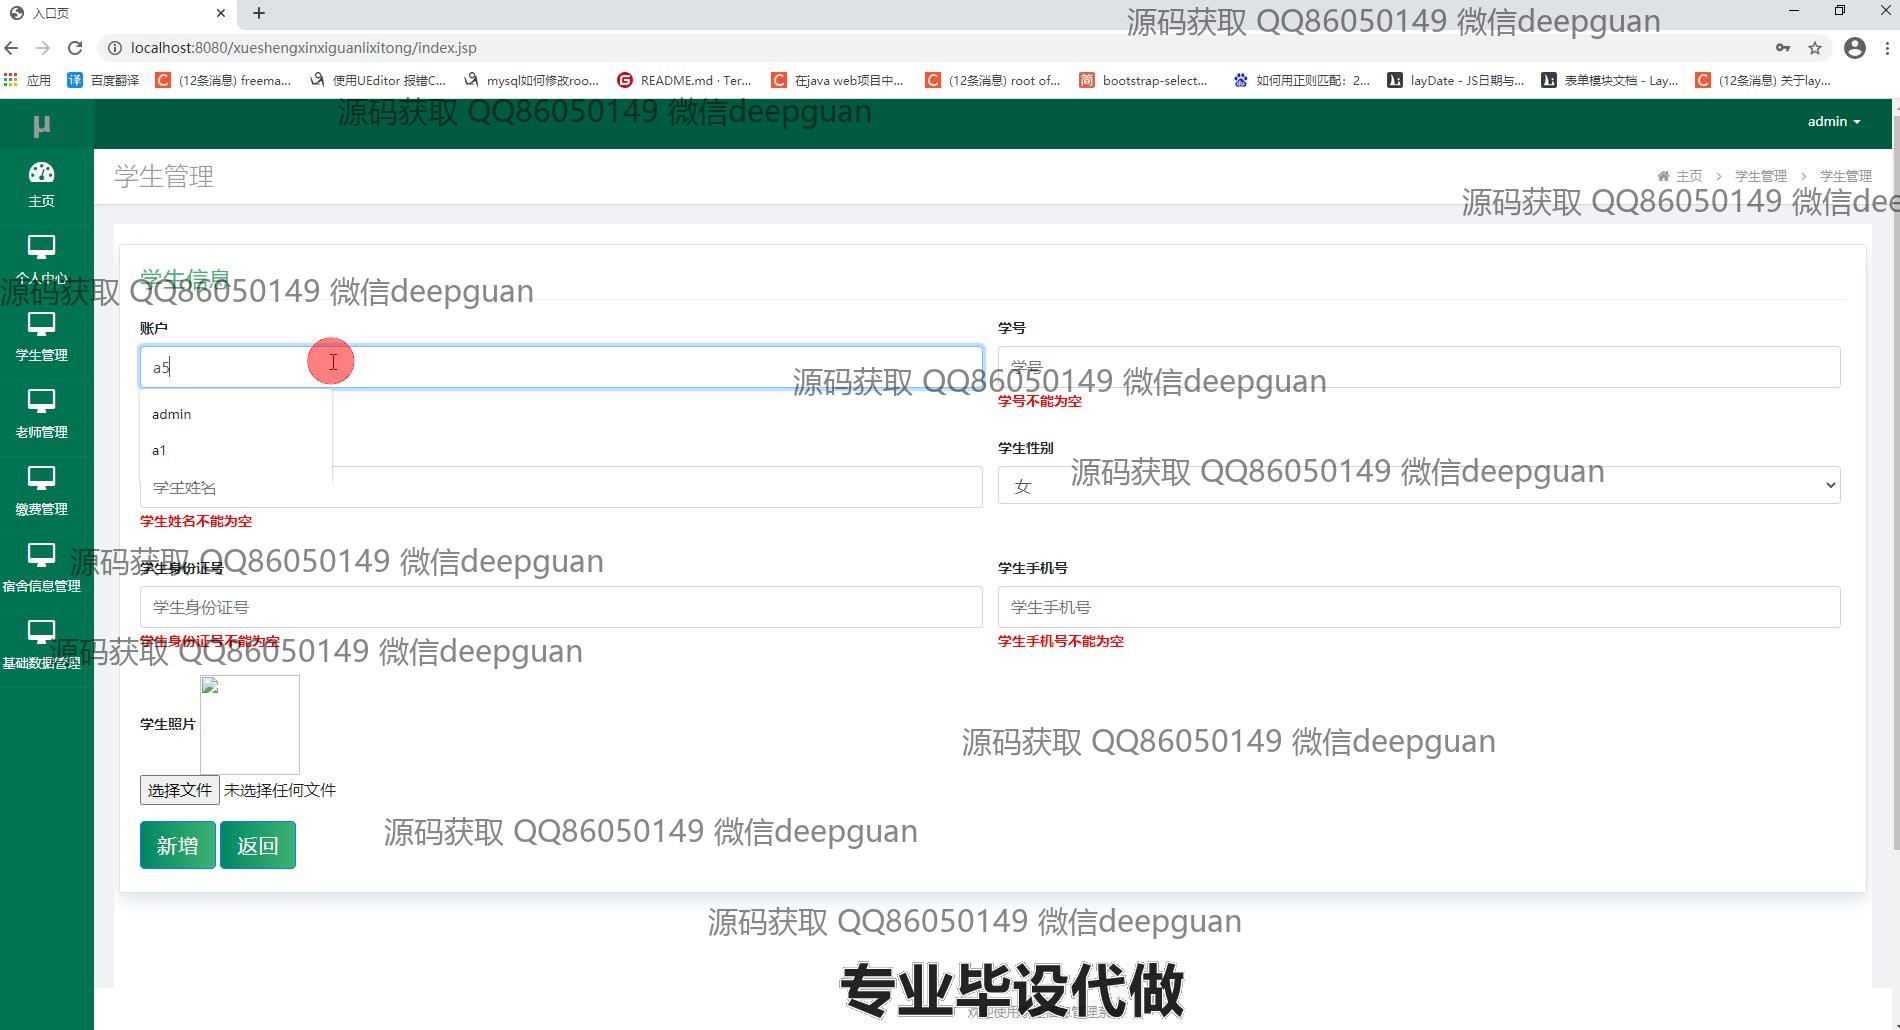 入口页
源码获取 QQ86050149 微信deepguan
localhost:8080/xueshengxinxiguanlixitong/index.jsp
应用 百度翻译 (12条消息) freema... 使用UEditor 报错C... mysql如何修改roo... README.md · Ter... 在java web项目中... (12条消息) root of... bootstrap-select... 如何用正则匹配：2... layDate - JS日期与... 表单模块文档 - Lay... (12条消息) 关于lay...
源码获取 QQ86050149 微信deepguan
μ
admin
主页
学生管理
主页 > 学生管理 > 学生管理
源码获取 QQ86050149 微信dee
个人中心
学生信息
源码获取 QQ86050149 微信deepguan
学生管理
账户
学号
a5
学号
源码获取 QQ86050149 微信deepguan
学号不能为空
admin
a1
老师管理
学生性别
源码获取 QQ86050149 微信deepguan
学生姓名
女
缴费管理
学生姓名不能为空
源码获取 QQ86050149 微信deepguan
学生身份证号
学生手机号
宿舍信息管理
学生身份证号
学生手机号
学生身份证号不能为空
学生手机号不能为空
源码获取 QQ86050149 微信deepguan
基础数据管理
学生照片
源码获取 QQ86050149 微信deepguan
选择文件 未选择任何文件
新增 返回
源码获取 QQ86050149 微信deepguan
源码获取 QQ86050149 微信deepguan
专业毕设代做